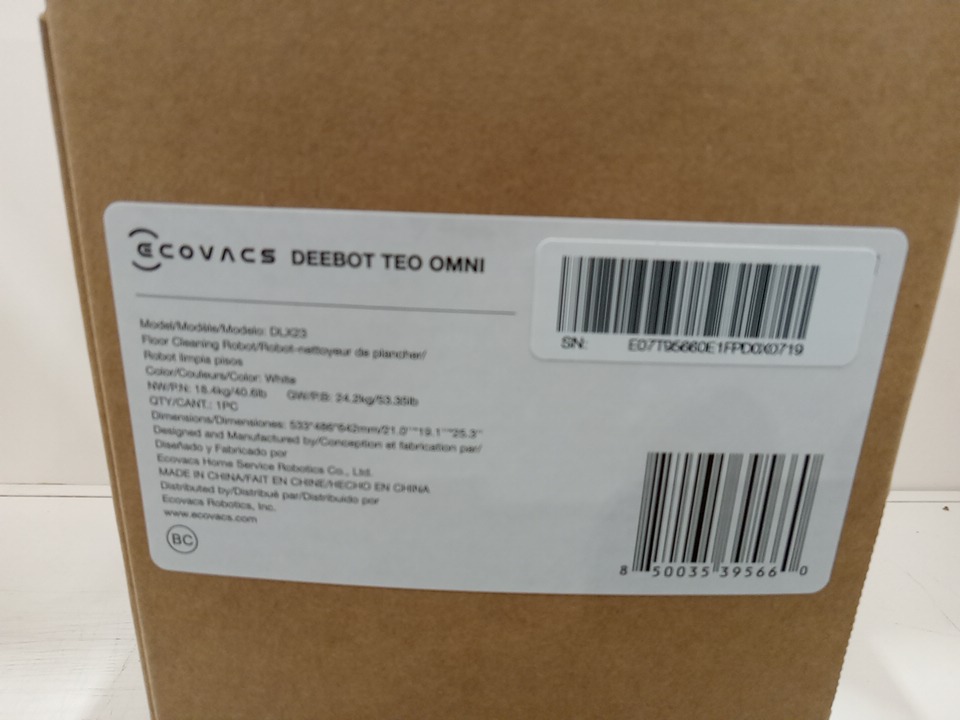 ECOVACS DEEBOT TEO OMNI
SN: E07T95660E1FPD0X0719
Model/Modèle/Modelo: DLX23
Floor Cleaning Robot/Robot-nettoyeur de plancher/
Robot limpia pisos
Color/Couleurs/Color: White
NW/P.N: 18.4kg/40.6lb GW/P.B: 24.2kg/53.35lb
QTY/CANT.: 1PC
Dimensions/Dimensiones: 533*486*642mm/21.0''*19.1''*25.3''
Designed and Manufactured by/Conception et fabrication par/
Diseñado y Fabricado por
Ecovacs Home Service Robotics Co., Ltd.
MADE IN CHINA/FAIT EN CHINE/HECHO EN CHINA
Distributed by/Distribué par/Distribuido por
Ecovacs Robotics, Inc.
www.ecovacs.com
BC
8 50035 39566 0